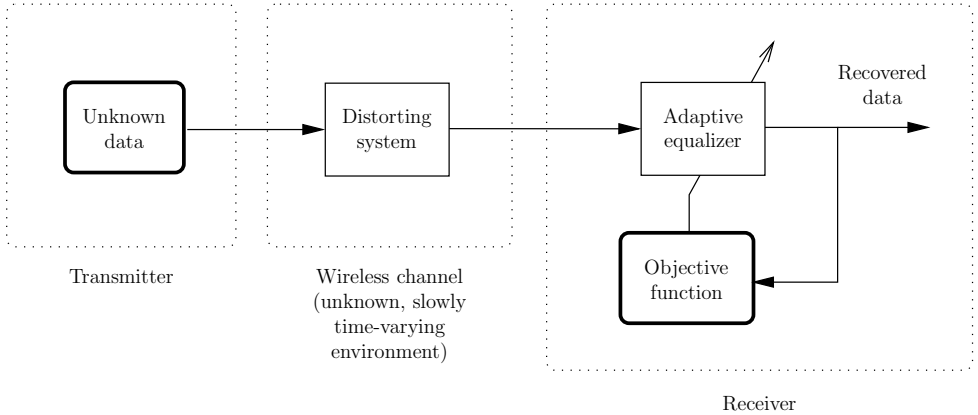 Unknown
data
Distorting
system
Adaptive
equalizer
Recovered
data
Objective
function
Transmitter
Wireless channel
(unknown, slowly
time-varying
environment)
Receiver